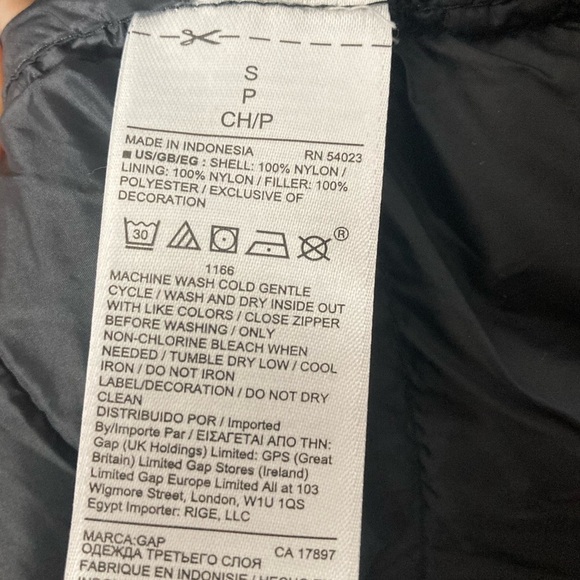 S
P
CH/P
MADE IN INDONESIA RN 54023
■ US/GB/EG : SHELL: 100% NYLON /
LINING: 100% NYLON / FILLER: 100%
POLYESTER / EXCLUSIVE OF
DECORATION
30 ®
1166
MACHINE WASH COLD GENTLE
CYCLE / WASH AND DRY INSIDE OUT
WITH LIKE COLORS / CLOSE ZIPPER
BEFORE WASHING / ONLY
NON-CHLORINE BLEACH WHEN
NEEDED / TUMBLE DRY LOW / COOL
IRON / DO NOT IRON
LABEL/DECORATION / DO NOT DRY
CLEAN
DISTRIBUIDO POR / Imported
By/Importe Par / ΕΙΣΑΓΕΤΑΙ ΑΠΟ ΤΗΝ:
Gap (UK Holdings) Limited: GPS (Great
Britain) Limited Gap Stores (Ireland)
Limited Gap Europe Limited All at 103
Wigmore Street, London, W1U 1QS
Egypt Importer: RIGE, LLC
MARCA:GAP
ОДЕЖДА ТРЕТЬЕГО СЛОЯ CA 17897
FABRIQUE EN INDONISIE /